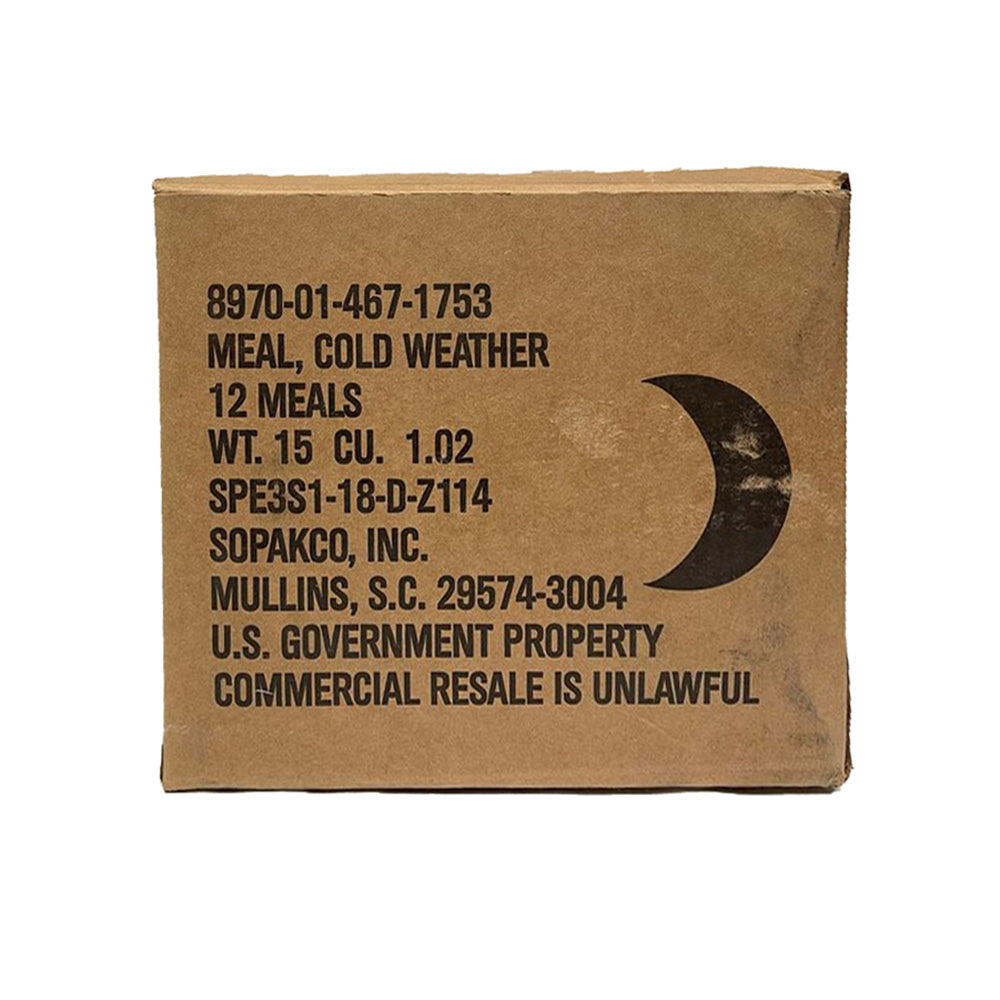 8970-01-467-1753
MEAL, COLD WEATHER
12 MEALS
WT. 15 CU. 1.02
SPE3S1-18-D-Z114
SOPAKCO, INC.
MULLINS, S.C. 29574-3004
U.S. GOVERNMENT PROPERTY
COMMERCIAL RESALE IS UNLAWFUL